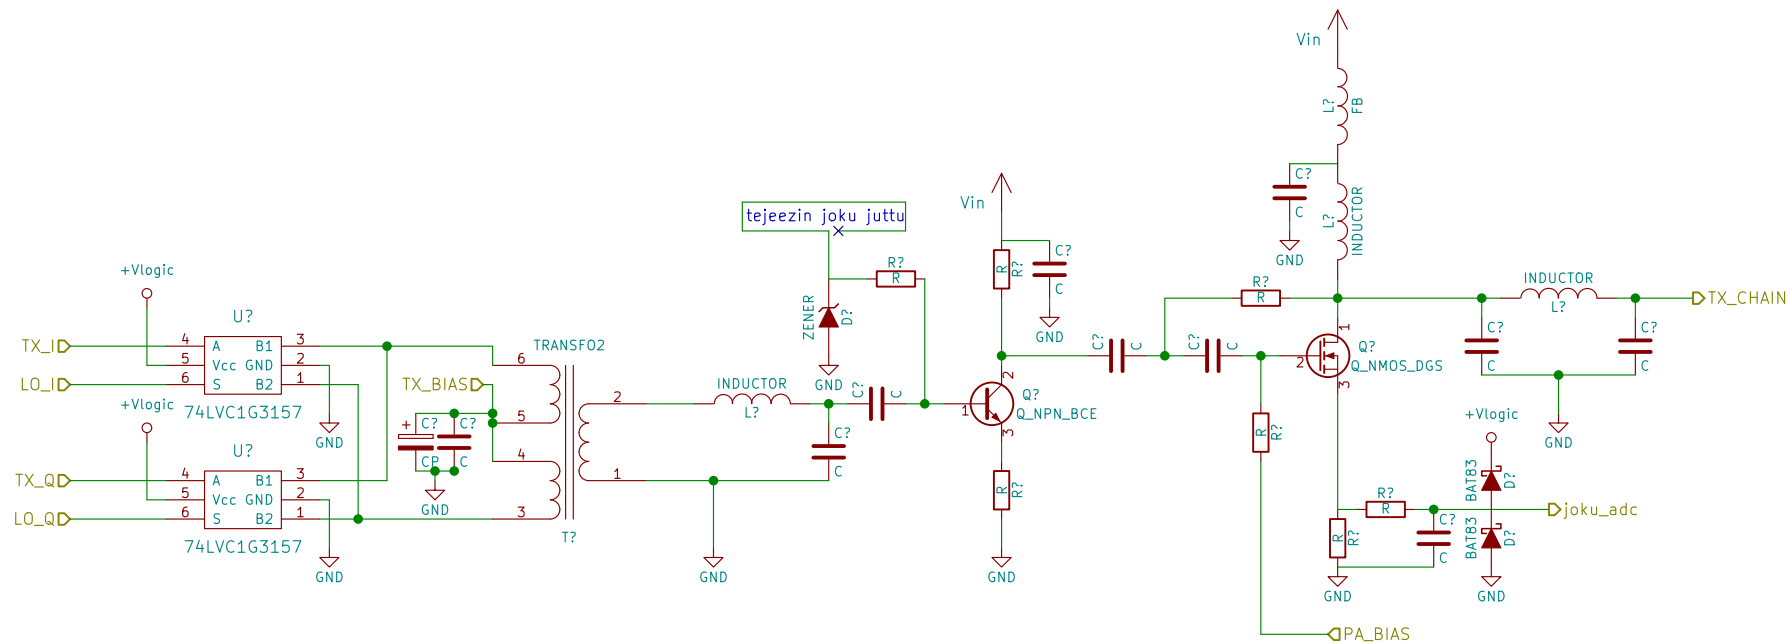 Vin
L?
FB
C?
C
L?
INDUCTOR
GND
Vin
tejeezin joku juttu
R?
R
ZENER
D?
GND
R
R?
C?
C
GND
R?
R
INDUCTOR
L?
TX_CHAIN
C?
C
C?
C
GND
+Vlogic
U?
TX_I
4
A
B1
3
5
Vcc
GND
2
LO_I
6
S
B2
1
74LVC1G3157
GND
+Vlogic
U?
TX_Q
4
A
B1
3
5
Vcc
GND
2
LO_Q
6
S
B2
1
74LVC1G3157
GND
TX_BIAS
+
C?
CP
C?
C
GND
TRANSFO2
6
5
4
3
2
1
T?
INDUCTOR
L?
C?
C
C?
C
GND
2
1
3
Q?
Q_NPN_BCE
R
R?
GND
C?
C
C?
C
R
R?
1
2
3
Q?
Q_NMOS_DGS
R?
R
R
R?
C?
C
GND
+Vlogic
BAT83
D?
BAT83
D?
GND
joku_adc
PA_BIAS